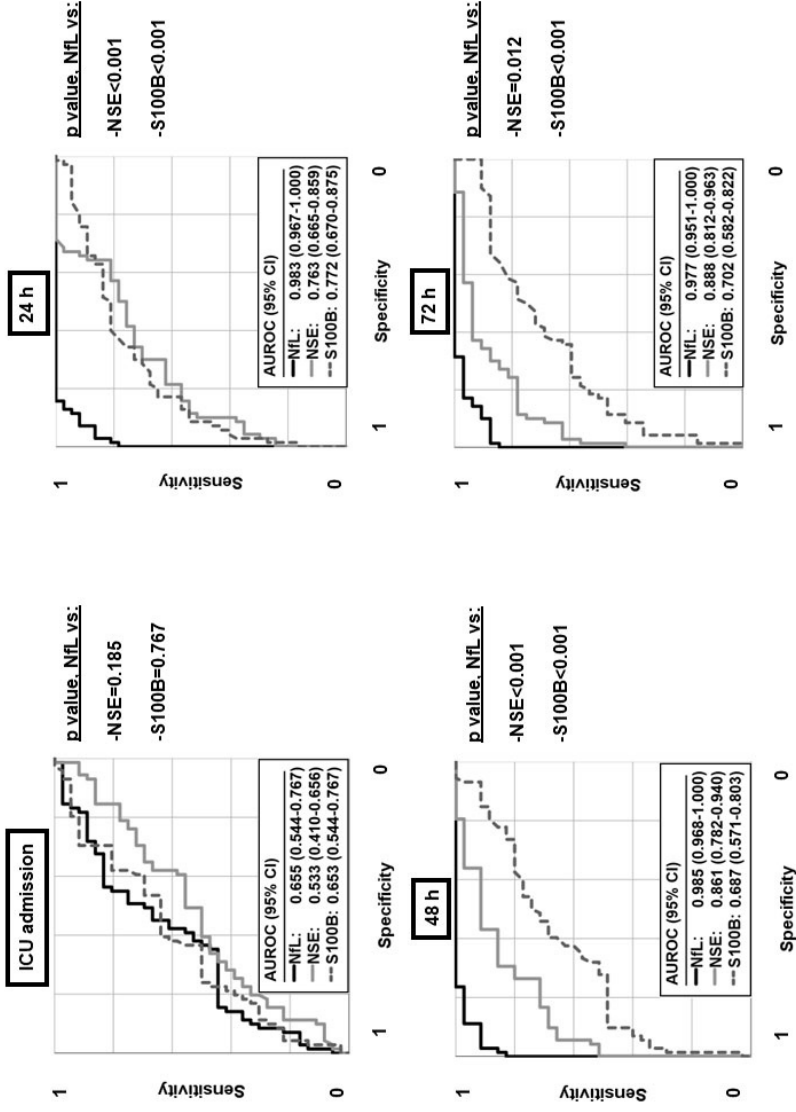 ICU admission
1
Sensitivity
0
1
Specificity
0
AUROC (95% CI)
NfL: 0.655 (0.544-0.767)
NSE: 0.533 (0.410-0.656)
S100B: 0.653 (0.544-0.767)
p value, NfL vs:
-NSE=0.185
-S100B=0.767
24 h
1
Sensitivity
0
1
Specificity
0
AUROC (95% CI)
NfL: 0.983 (0.967-1.000)
NSE: 0.763 (0.665-0.859)
S100B: 0.772 (0.670-0.875)
p value, NfL vs:
-NSE<0.001
-S100B<0.001
48 h
1
Sensitivity
0
1
Specificity
0
AUROC (95% CI)
NfL: 0.985 (0.968-1.000)
NSE: 0.861 (0.782-0.940)
S100B: 0.687 (0.571-0.803)
p value, NfL vs:
-NSE<0.001
-S100B<0.001
72 h
1
Sensitivity
0
1
Specificity
0
AUROC (95% CI)
NfL: 0.977 (0.951-1.000)
NSE: 0.888 (0.812-0.963)
S100B: 0.702 (0.582-0.822)
p value, NfL vs:
-NSE=0.012
-S100B<0.001